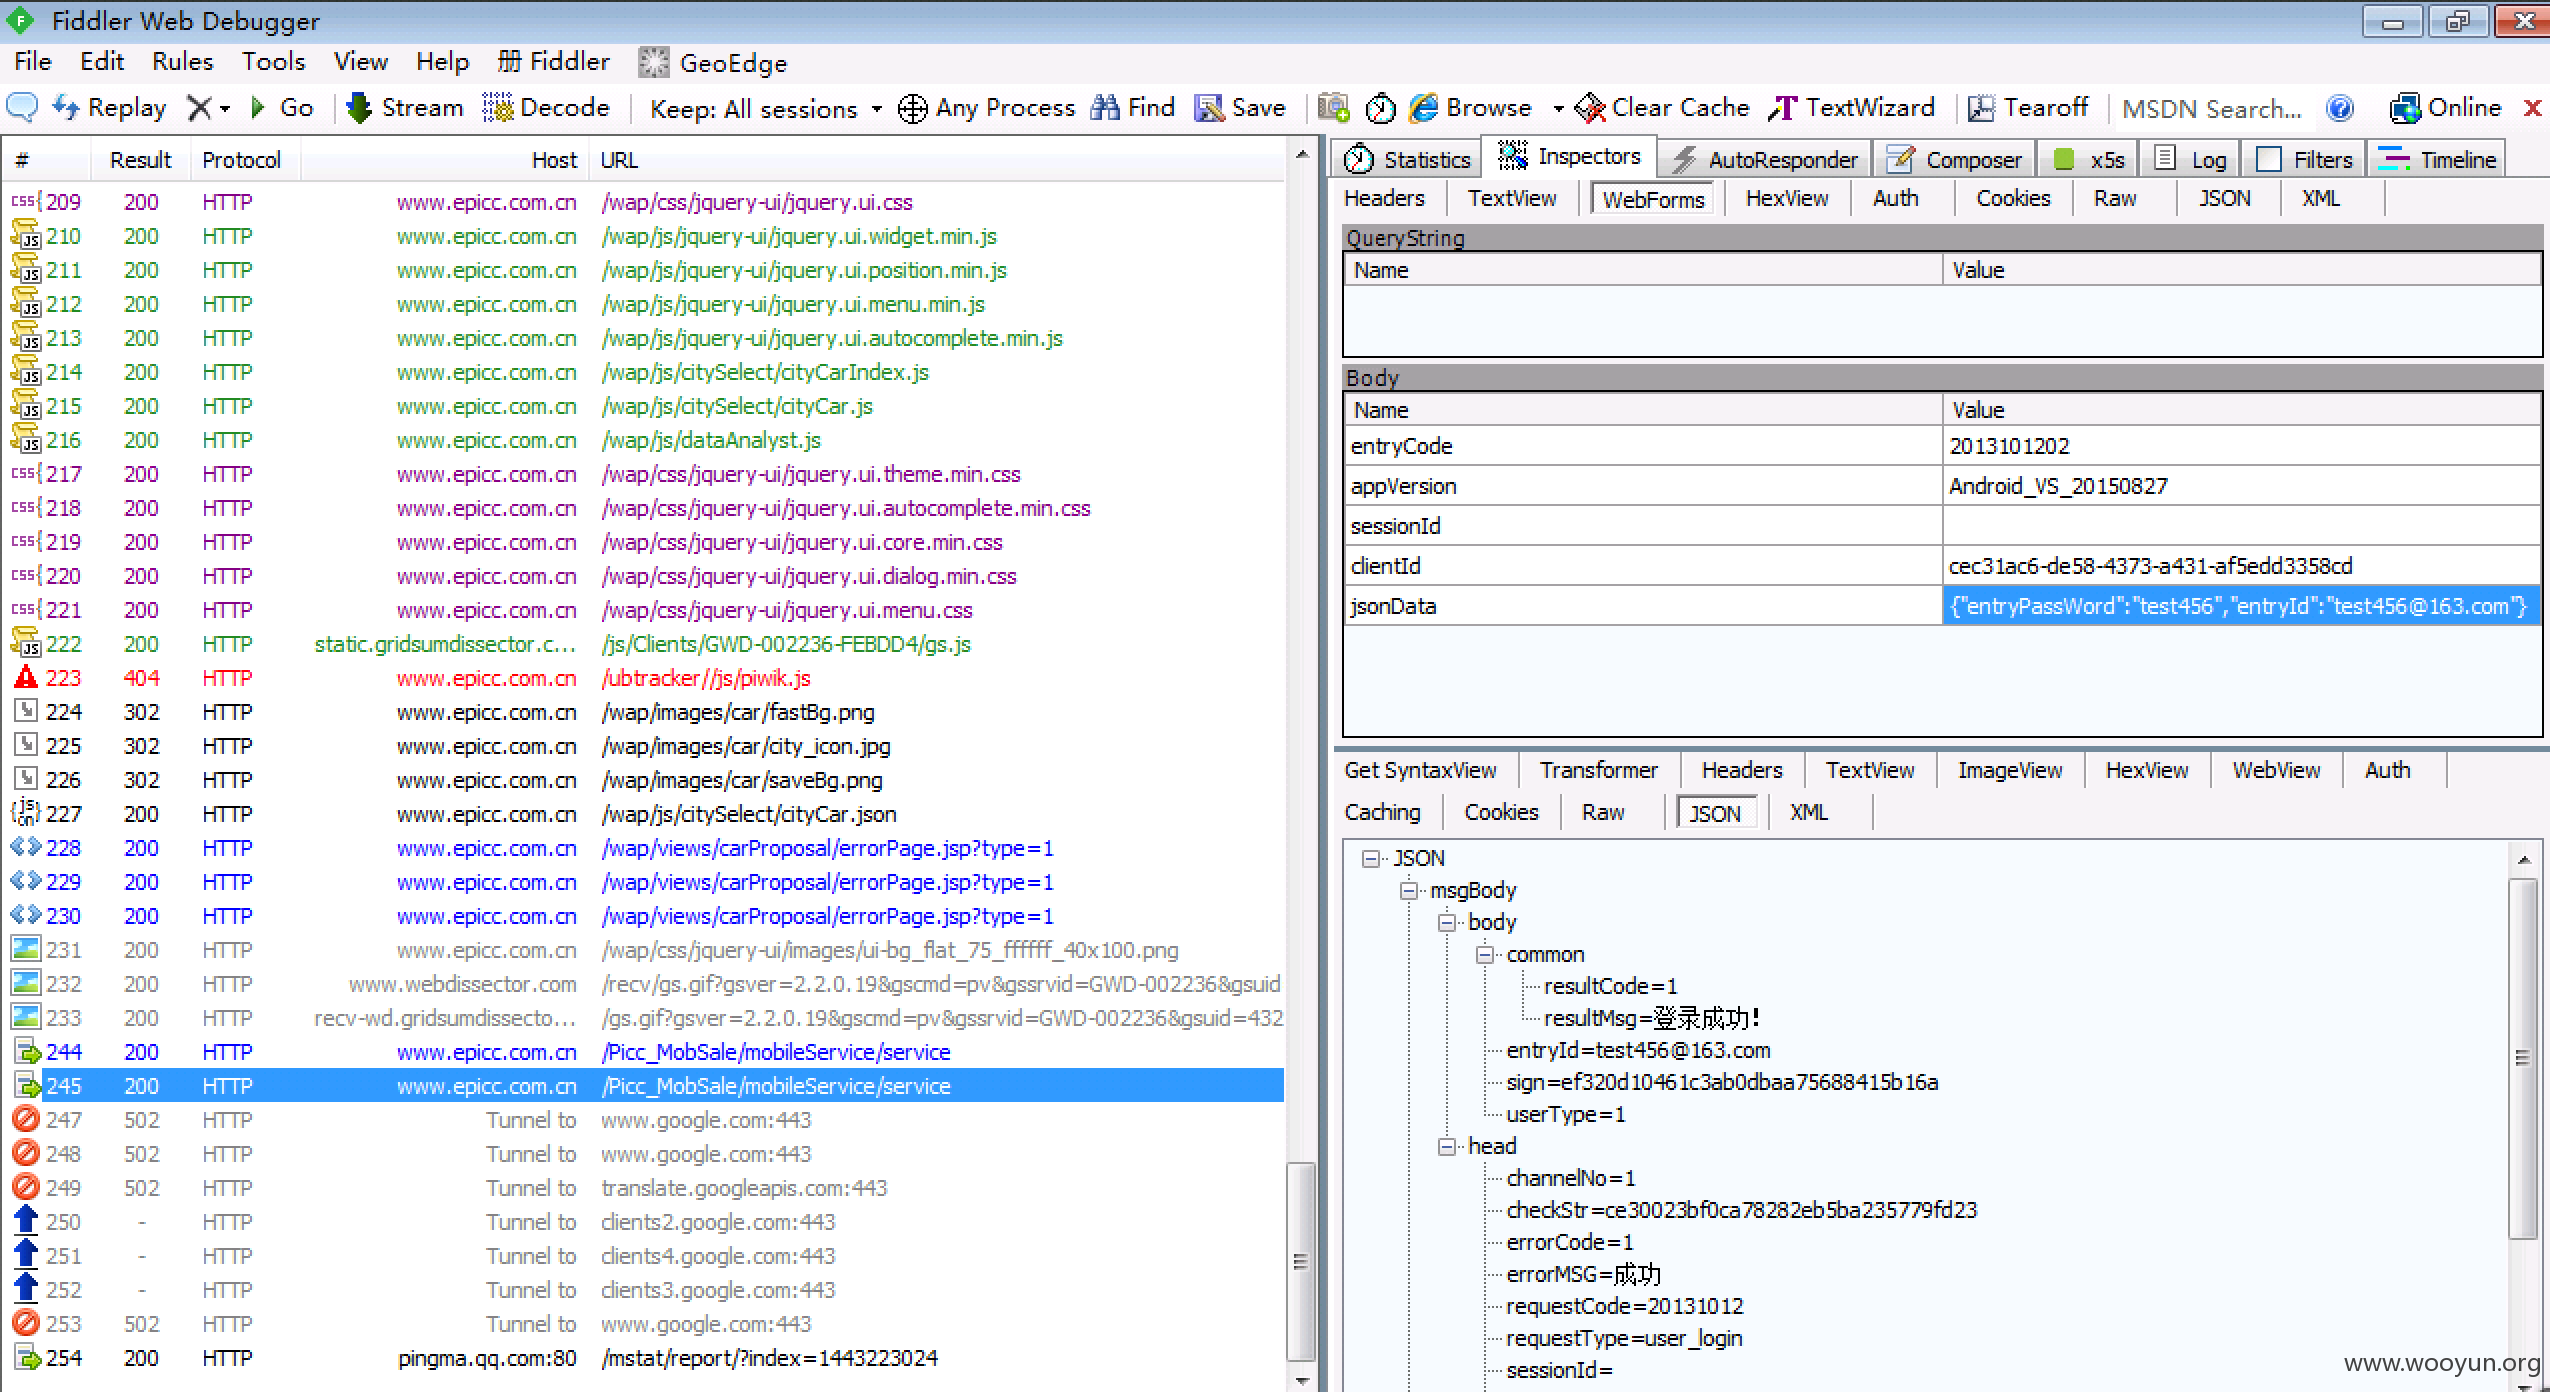 Fiddler Web Debugger
File Edit Rules Tools View Help 册 Fiddler GeoEdge
Replay Go Stream Decode Keep: All sessions Any Process Find Save Browse Clear Cache TextWizard Tearoff MSDN Search... Online
# Result Protocol Host URL
209 200 HTTP www.epicc.com.cn /wap/css/jquery-ui/jquery.ui.css
210 200 HTTP www.epicc.com.cn /wap/js/jquery-ui/jquery.ui.widget.min.js
211 200 HTTP www.epicc.com.cn /wap/js/jquery-ui/jquery.ui.position.min.js
212 200 HTTP www.epicc.com.cn /wap/js/jquery-ui/jquery.ui.menu.min.js
213 200 HTTP www.epicc.com.cn /wap/js/jquery-ui/jquery.ui.autocomplete.min.js
214 200 HTTP www.epicc.com.cn /wap/js/citySelect/cityCarIndex.js
215 200 HTTP www.epicc.com.cn /wap/js/citySelect/cityCar.js
216 200 HTTP www.epicc.com.cn /wap/js/dataAnalyst.js
217 200 HTTP www.epicc.com.cn /wap/css/jquery-ui/jquery.ui.theme.min.css
218 200 HTTP www.epicc.com.cn /wap/css/jquery-ui/jquery.ui.autocomplete.min.css
219 200 HTTP www.epicc.com.cn /wap/css/jquery-ui/jquery.ui.core.min.css
220 200 HTTP www.epicc.com.cn /wap/css/jquery-ui/jquery.ui.dialog.min.css
221 200 HTTP www.epicc.com.cn /wap/css/jquery-ui/jquery.ui.menu.css
222 200 HTTP static.gridsumdissector.c... /js/Clients/GWD-002236-FEBDD4/gs.js
223 404 HTTP www.epicc.com.cn /ubtracker//js/piwik.js
224 302 HTTP www.epicc.com.cn /wap/images/car/fastBg.png
225 302 HTTP www.epicc.com.cn /wap/images/car/city_icon.jpg
226 302 HTTP www.epicc.com.cn /wap/images/car/saveBg.png
227 200 HTTP www.epicc.com.cn /wap/js/citySelect/cityCar.json
228 200 HTTP www.epicc.com.cn /wap/views/carProposal/errorPage.jsp?type=1
229 200 HTTP www.epicc.com.cn /wap/views/carProposal/errorPage.jsp?type=1
230 200 HTTP www.epicc.com.cn /wap/views/carProposal/errorPage.jsp?type=1
231 200 HTTP www.epicc.com.cn /wap/css/jquery-ui/images/ui-bg_flat_75_ffffff_40x100.png
232 200 HTTP www.webdissector.com /recv/gs.gif?gsver=2.2.0.19&gscmd=pv&gssrvid=GWD-002236&gsuid
233 200 HTTP recv-wd.gridsumdissecto... /gs.gif?gsver=2.2.0.19&gscmd=pv&gssrvid=GWD-002236&gsuid=432
244 200 HTTP www.epicc.com.cn /Picc_MobSale/mobileService/service
245 200 HTTP www.epicc.com.cn /Picc_MobSale/mobileService/service
247 502 HTTP Tunnel to www.google.com:443
248 502 HTTP Tunnel to www.google.com:443
249 502 HTTP Tunnel to translate.googleapis.com:443
250 - HTTP Tunnel to clients2.google.com:443
251 - HTTP Tunnel to clients4.google.com:443
252 - HTTP Tunnel to clients3.google.com:443
253 502 HTTP Tunnel to www.google.com:443
254 200 HTTP pingma.qq.com:80 /mstat/report/?index=1443223024
Statistics Inspectors AutoResponder Composer x5s Log Filters Timeline
Headers TextView WebForms HexView Auth Cookies Raw JSON XML
QueryString
Name Value
Body
Name Value
entryCode 2013101202
appVersion Android_VS_20150827
sessionId
clientId cec31ac6-de58-4373-a431-af5edd3358cd
jsonData {"entryPassWord":"test456","entryId":"test456@163.com"}
Get SyntaxView Transformer Headers TextView ImageView HexView WebView Auth
Caching Cookies Raw JSON XML
JSON
msgBody
body
common
resultCode=1
resultMsg=登录成功!
entryId=test456@163.com
sign=ef320d10461c3ab0dbaa75688415b16a
userType=1
head
channelNo=1
checkStr=ce30023bf0ca78282eb5ba235779fd23
errorCode=1
errorMSG=成功
requestCode=20131012
requestType=user_login
sessionId=
www.wooyun.org